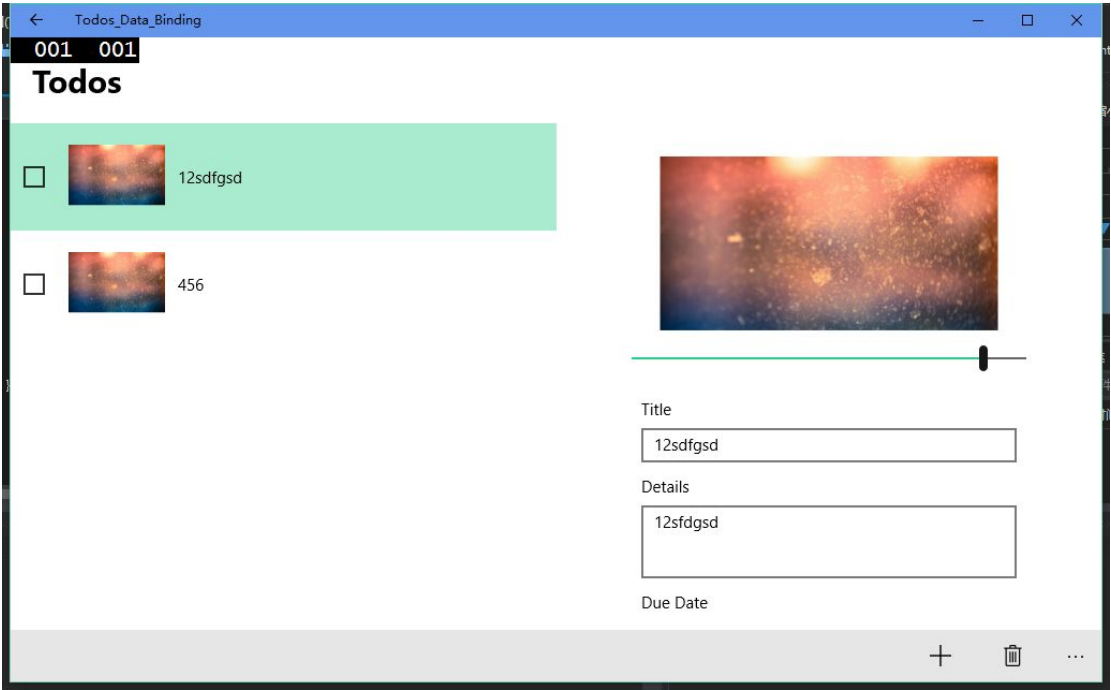 Todos_Data_Binding
001 001
Todos
12sdfgsd
456
Title
12sdfgsd
Details
12sfdgsd
Due Date